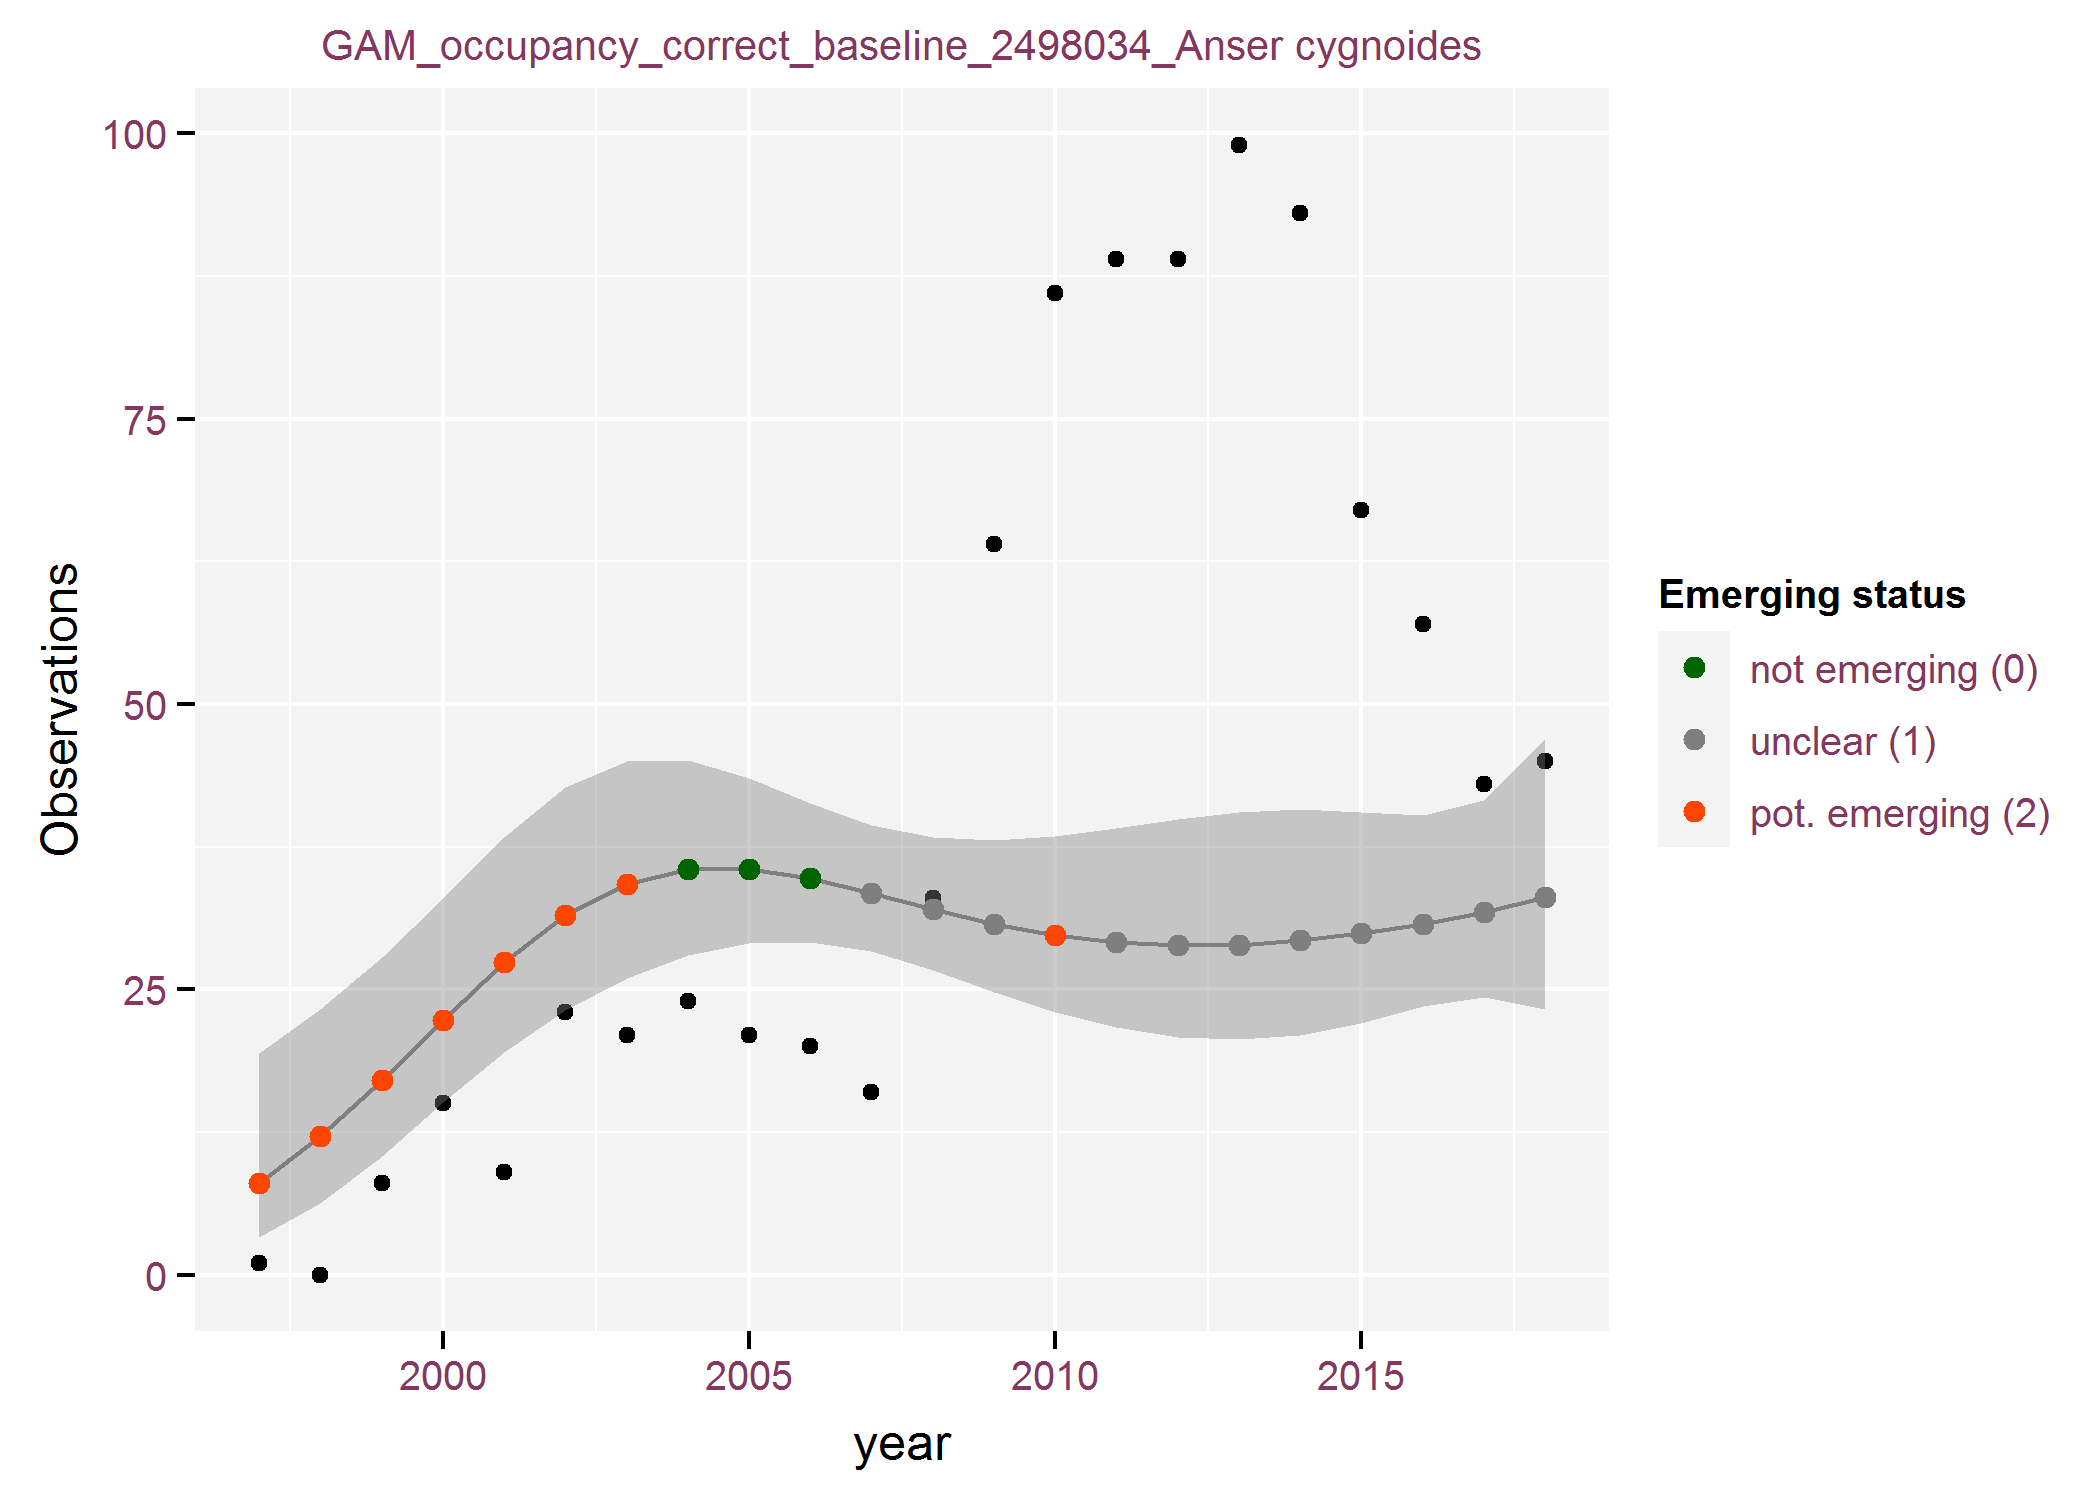 GAM_occupancy_correct_baseline_2498034_Anser cygnoides
100
75
50
25
0
Observations
2000 2005 2010 2015
year
Emerging status
not emerging (0)
unclear (1)
pot. emerging (2)